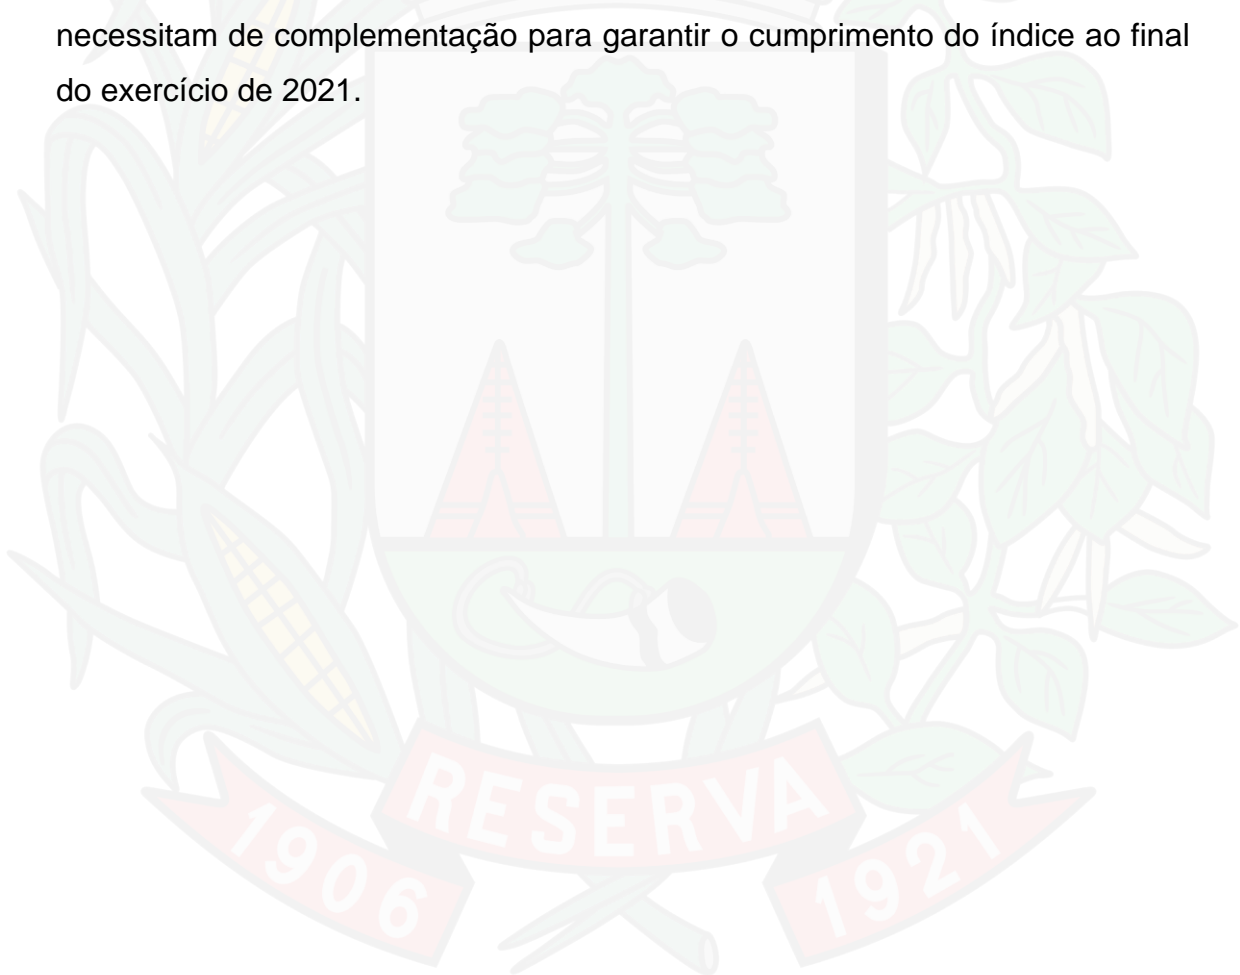 necessitam de complementação para garantir o cumprimento do índice ao final
do exercício de 2021.
RESERVA
1906
1921